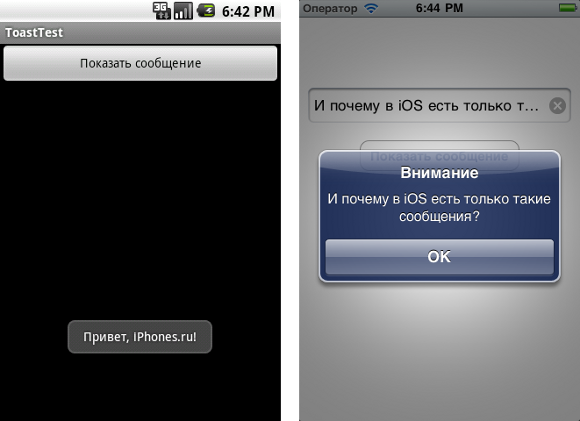 3G 6:42 PM
ToastTest
Показать сообщение
Привет, iPhones.ru!
Оператор 6:44 PM
И почему в iOS есть только т...
Показать сообщение
Внимание
И почему в iOS есть только такие
сообщения?
OK